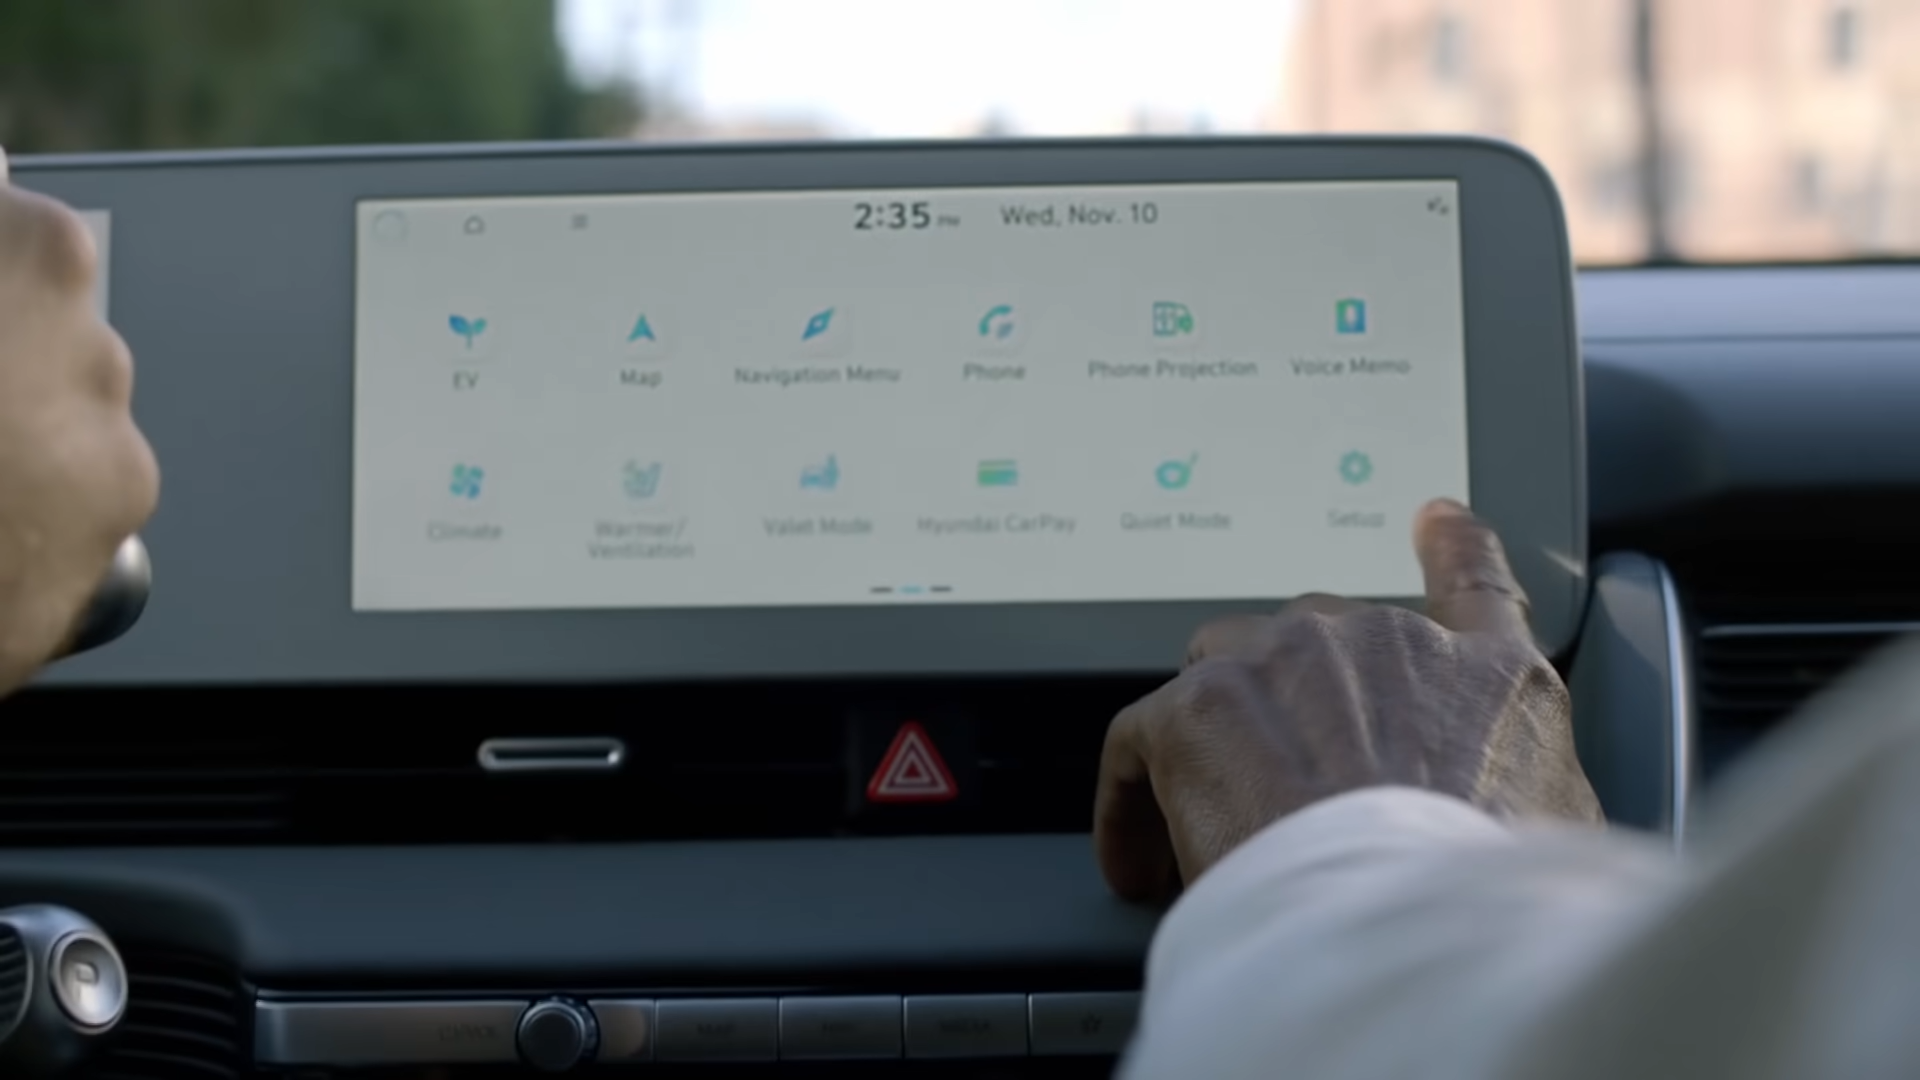 2:35 PM Wed, Nov. 10
EV
Map
Navigation Menu
Phone
Phone Projection
Voice Memo
Climate
Warmer/
Ventilation
Valet Mode
Hyundai CarPay
Quiet Mode
Setup
P